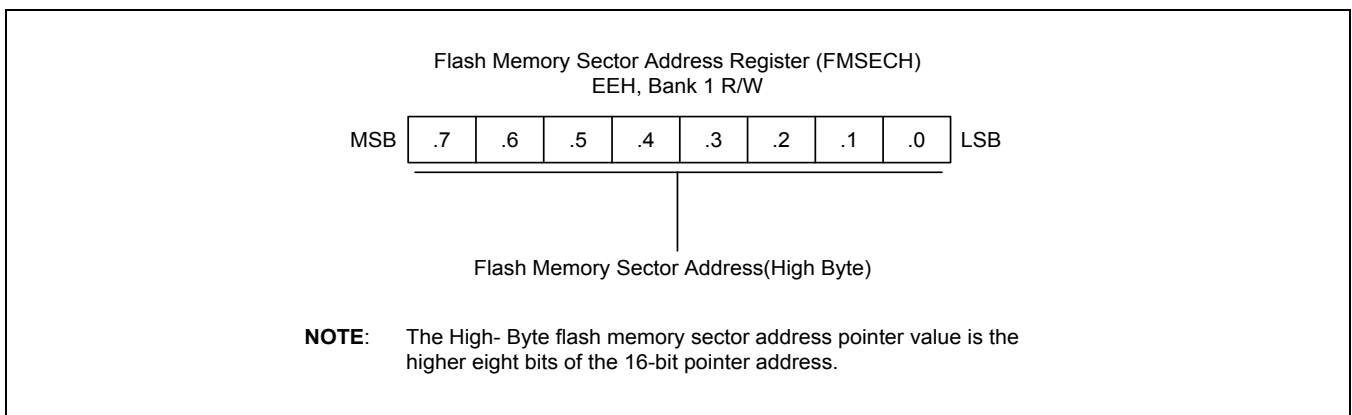 Flash Memory Sector Address Register (FMSECH)
EEH, Bank 1 R/W
MSB .7 .6 .5 .4 .3 .2 .1 .0 LSB
Flash Memory Sector Address(High Byte)
NOTE: The High- Byte flash memory sector address pointer value is the
higher eight bits of the 16-bit pointer address.